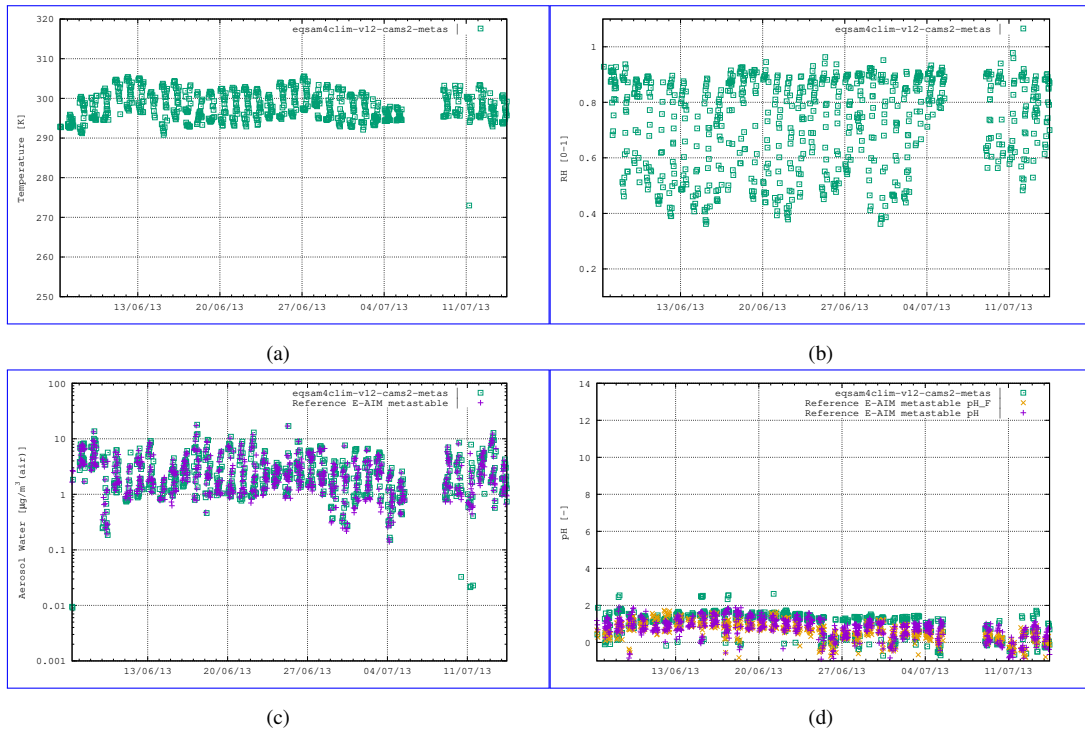 eqsam4clim-v12-cams2-metas
320
310
300
290
280
270
260
250
Temperature [K]
13/06/13 20/06/13 27/06/13 04/07/13 11/07/13
(a)
eqsam4clim-v12-cams2-metas
1
0.8
0.6
0.4
0.2
RH [0-1]
13/06/13 20/06/13 27/06/13 04/07/13 11/07/13
(b)
eqsam4clim-v12-cams2-metas
Reference E-AIM metastable
100
10
1
0.1
0.01
0.001
Aerosol Water [µg/m³(air)]
13/06/13 20/06/13 27/06/13 04/07/13 11/07/13
(c)
eqsam4clim-v12-cams2-metas
Reference E-AIM metastable pH_F
Reference E-AIM metastable pH
14
12
10
8
6
4
2
0
pH [-]
13/06/13 20/06/13 27/06/13 04/07/13 11/07/13
(d)